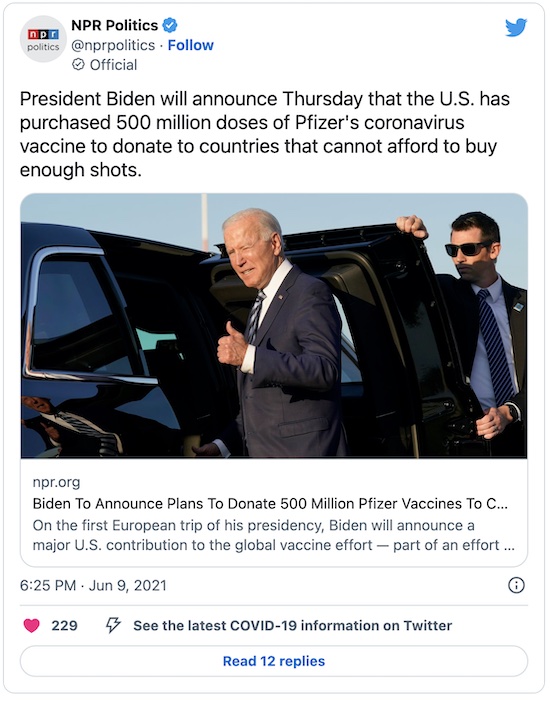 npr
politics
NPR Politics
@nprpolitics · Follow
Official
President Biden will announce Thursday that the U.S. has
purchased 500 million doses of Pfizer's coronavirus
vaccine to donate to countries that cannot afford to buy
enough shots.
npr.org
Biden To Announce Plans To Donate 500 Million Pfizer Vaccines To C...
On the first European trip of his presidency, Biden will announce a
major U.S. contribution to the global vaccine effort — part of an effort ...
6:25 PM · Jun 9, 2021
229 See the latest COVID-19 information on Twitter
Read 12 replies